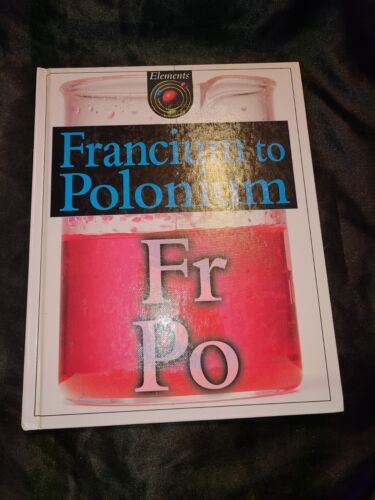 Elements
Francium to
Polonium
Fr
Po